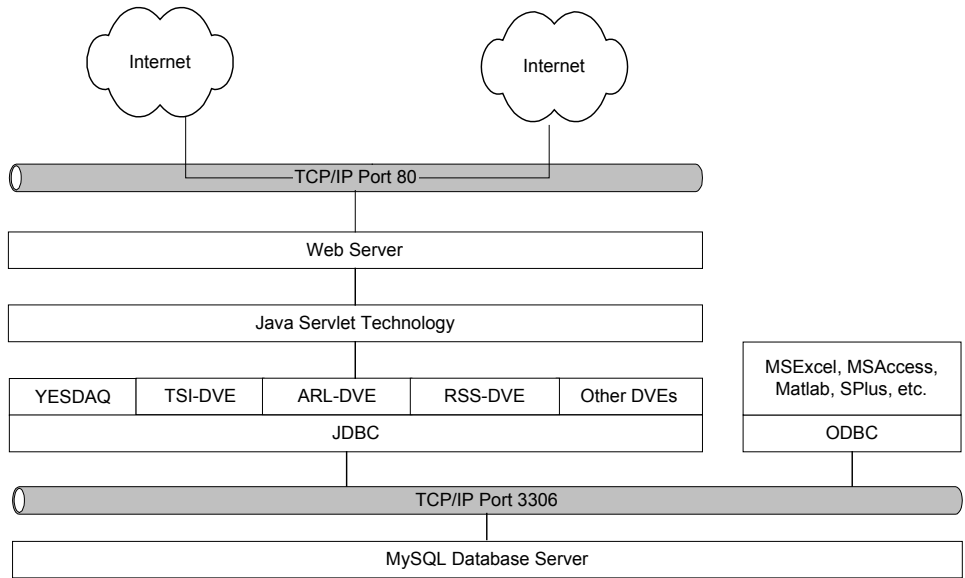 Internet
Internet
TCP/IP Port 80
Web Server
Java Servlet Technology
MSExcel, MSAccess,
Matlab, SPlus, etc.
YESDAQ
TSI-DVE
ARL-DVE
RSS-DVE
Other DVEs
JDBC
ODBC
TCP/IP Port 3306
MySQL Database Server